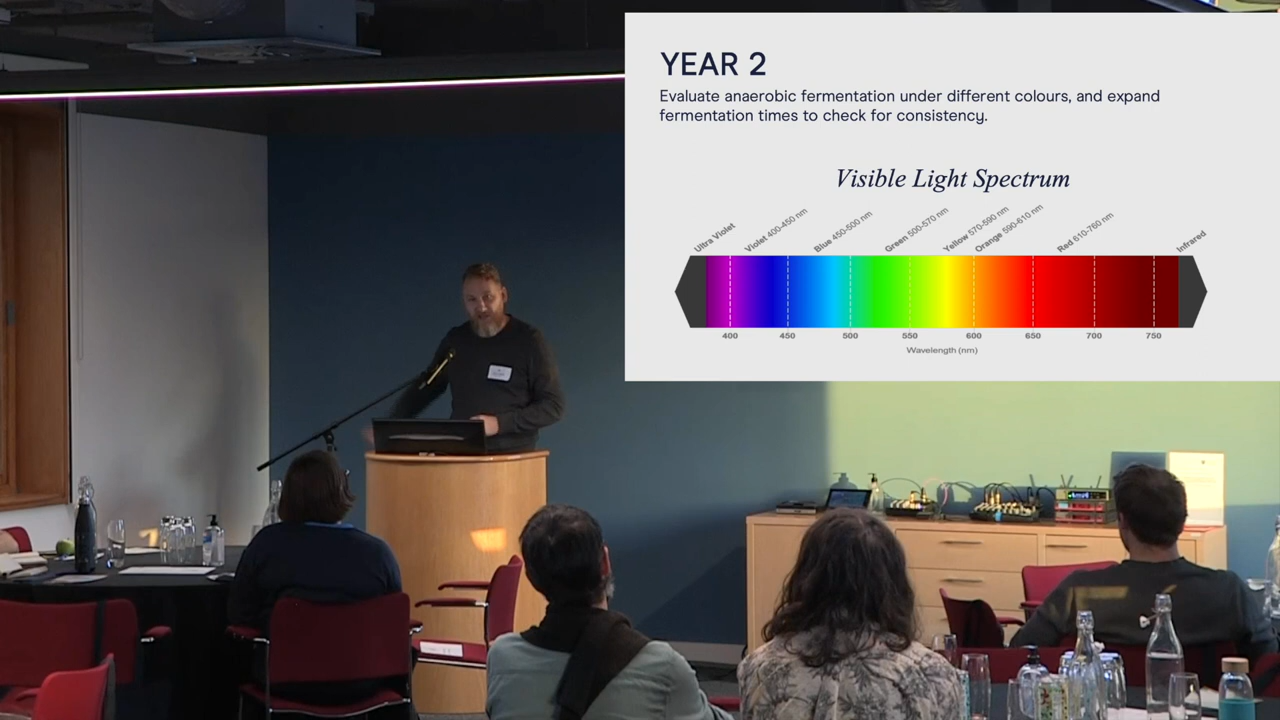 YEAR 2
Evaluate anaerobic fermentation under different colours, and expand
fermentation times to check for consistency.
Visible Light Spectrum
Ultra Violet
Violet 400-450 nm
Blue 450-500 nm
Green 500-570 nm
Yellow 570-590 nm
Orange 590-610 nm
Red 610-760 nm
Infrared
400 450 500 550 600 650 700 750
Wavelength (nm)